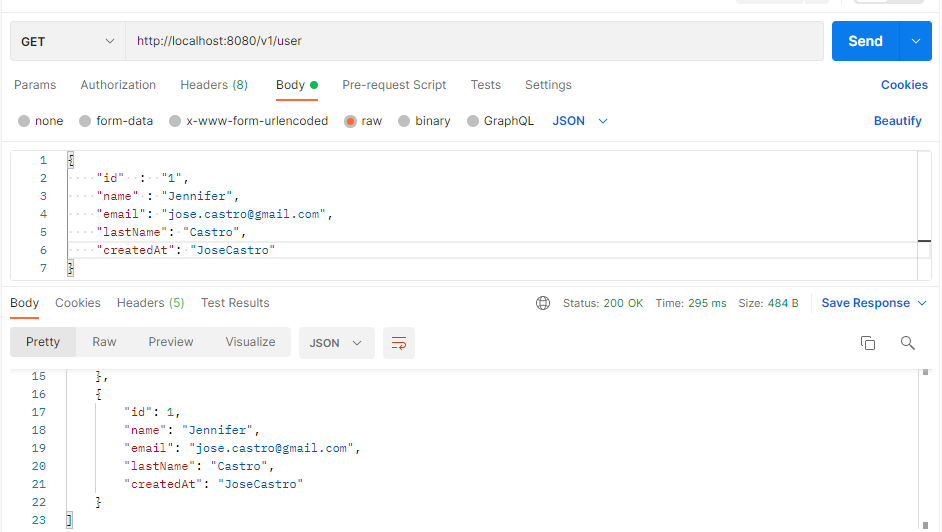 GET http://localhost:8080/v1/user Send
Params Authorization Headers (8) Body Pre-request Script Tests Settings Cookies
none form-data x-www-form-urlencoded raw binary GraphQL JSON Beautify
1 {
2 "id" : "1",
3 "name" : "Jennifer",
4 "email": "jose.castro@gmail.com",
5 "lastName": "Castro",
6 "createdAt": "JoseCastro"
7 }
Body Cookies Headers (5) Test Results Status: 200 OK Time: 295 ms Size: 484 B Save Response
Pretty Raw Preview Visualize JSON
15 },
16 {
17 "id": 1,
18 "name": "Jennifer",
19 "email": "jose.castro@gmail.com",
20 "lastName": "Castro",
21 "createdAt": "JoseCastro"
22 }
23 ]